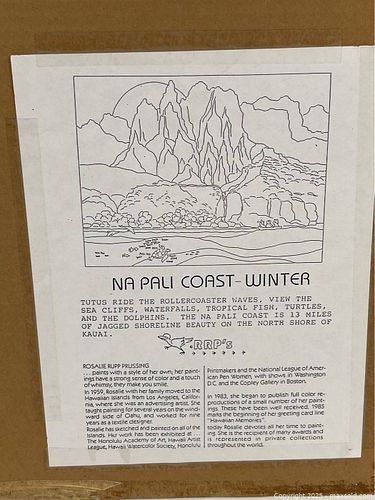 NA PALI COAST-WINTER
TUTUS RIDE THE ROLLERCOASTER WAVES, VIEW THE
SEA CLIFFS, WATERFALLS, TROPICAL FISH, TURTLES,
AND THE DOLPHINS. THE NA PALI COAST IS 13 MILES
OF JAGGED SHORELINE BEAUTY ON THE NORTH SHORE OF
KAUAI.
RRP's
ROSALIE RUPP PRUSSING
. . . paints with a style of her own; her paint-
ings have a strong sense of color and a touch
of whimsy, they make you smile.
In 1959, Rosalie with her family moved to the
Hawaiian Islands from Los Angeles, Califor-
nia, where she was an advertising artist. She
taught painting for several years on the wind-
ward side of Oahu, and worked for nine
years as a textile designer.
Rosalie has sketched and painted on all of the
Islands. Her work has been exhibited at . . .
The Honolulu Academy of Art, Hawaii Artist
League, Hawaii Watercolor Society, Honolulu
Printmakers and the National League of Amer-
ican Pen Women, with shows in Washington
D.C. and the Copley Gallery in Boston.
In 1983, she began to publish full color re-
productions of a small number of her paint-
ings. These have been well received. 1985
marks the beginning of her greeting card line
"Hawaiian Memories".
today Rosalie devotes all her time to paint-
ing. She is the recipient of many awards and
is represented in private collections
throughout the world.
Copyright 2025 - maxsold.com